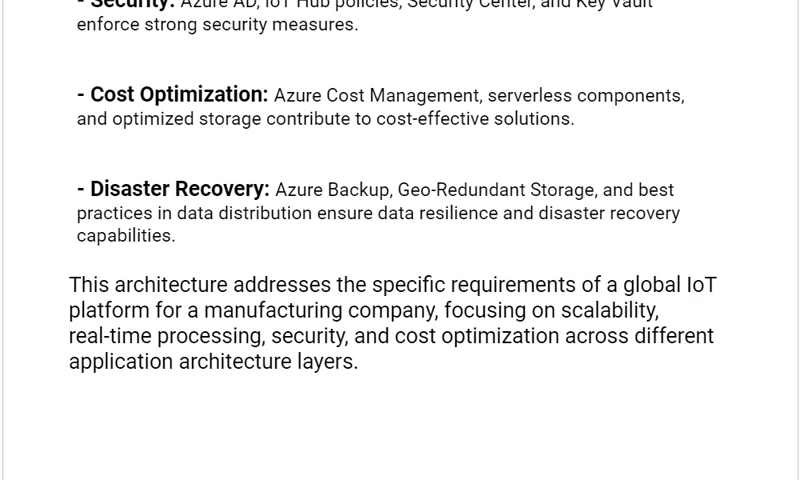 - Security: Azure AD, IoT Hub policies, Security Center, and Key Vault
enforce strong security measures.
- Cost Optimization: Azure Cost Management, serverless components,
and optimized storage contribute to cost-effective solutions.
- Disaster Recovery: Azure Backup, Geo-Redundant Storage, and best
practices in data distribution ensure data resilience and disaster recovery
capabilities.
This architecture addresses the specific requirements of a global IoT
platform for a manufacturing company, focusing on scalability,
real-time processing, security, and cost optimization across different
application architecture layers.